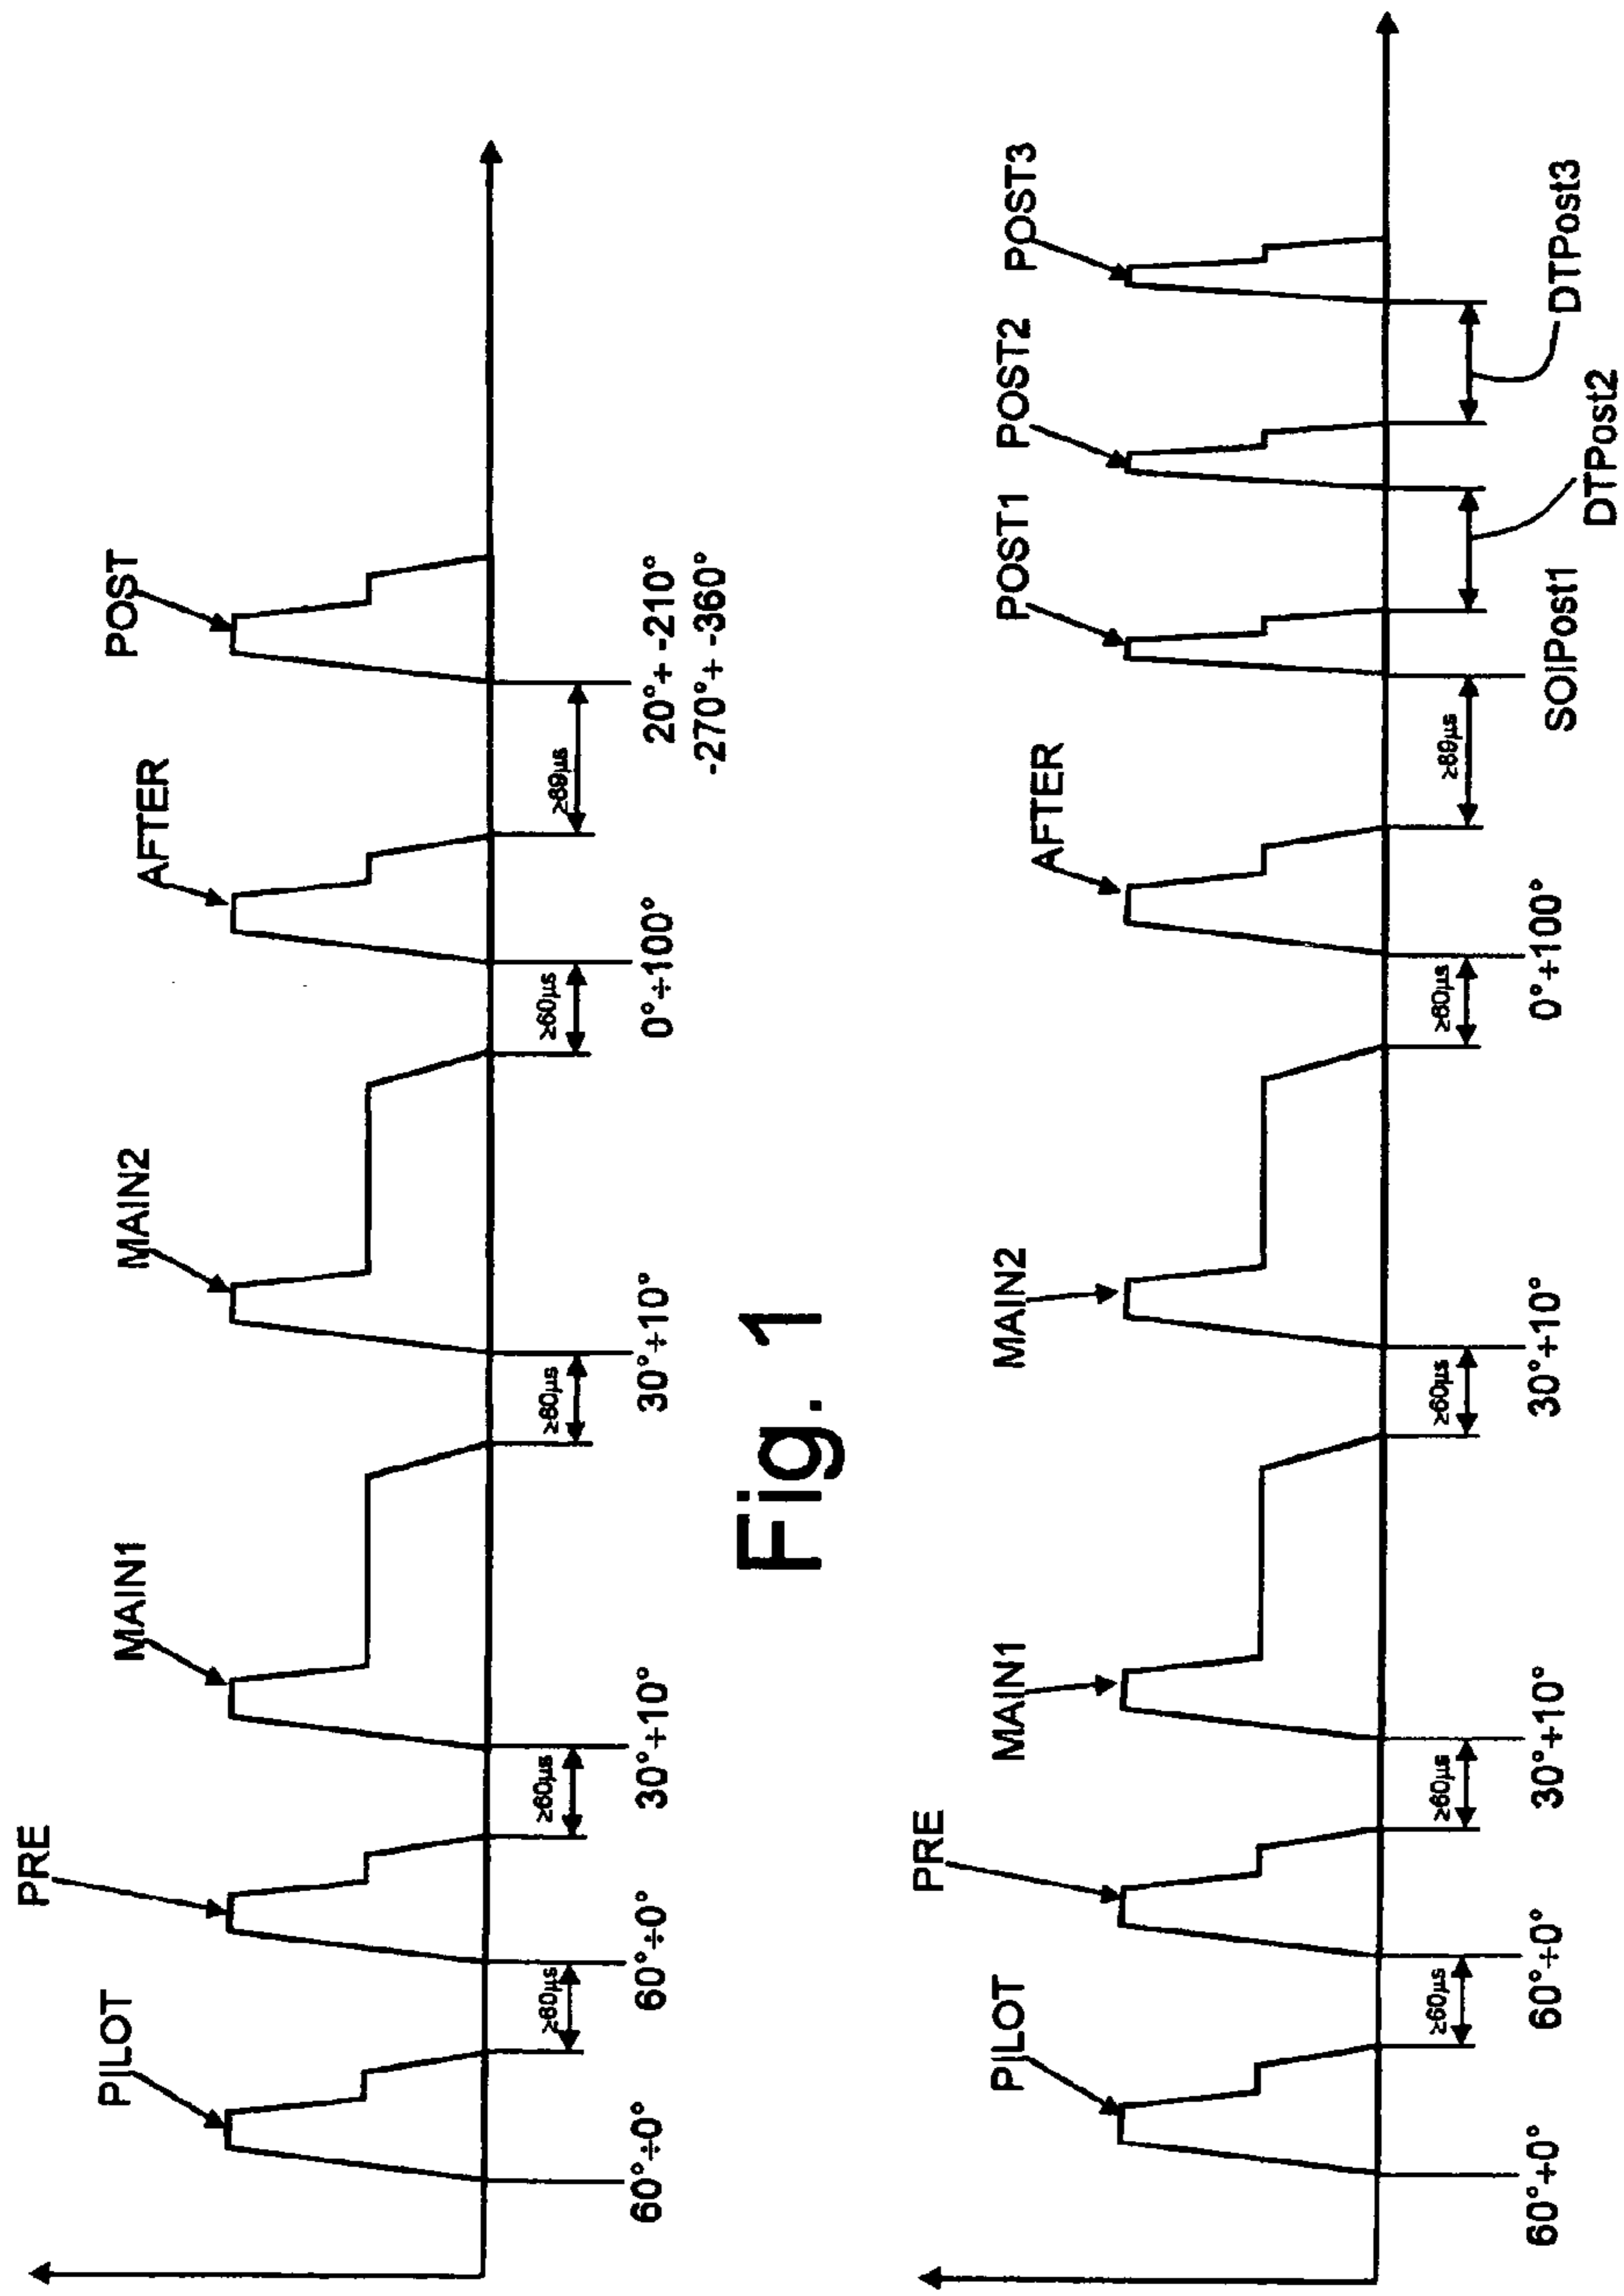 PILOT
PRE
MAIN1
MAIN2
AFTER
POST
≥60µs
≥60µs
≥60µs
≥60µs
≥89µs
60°÷0°
60°÷0°
30°÷10°
30°÷10°
0°÷100°
20°÷-210°
-270°÷-360°
Fig. 1
PILOT
PRE
MAIN1
MAIN2
AFTER
POST1
POST2
POST3
≥60µs
≥60µs
≥60µs
≥60µs
≥89µs
60°÷0°
60°÷0°
30°÷10°
30°÷10°
0°÷100°
SOIPost1
DTPost2
DTPost3